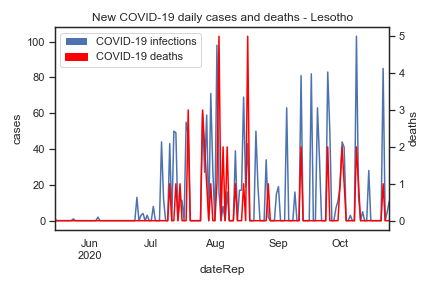 New COVID-19 daily cases and deaths - Lesotho
COVID-19 infections
COVID-19 deaths
100
80
60
40
20
0
cases
5
4
3
2
1
0
deaths
Jun Jul Aug Sep Oct
2020
dateRep